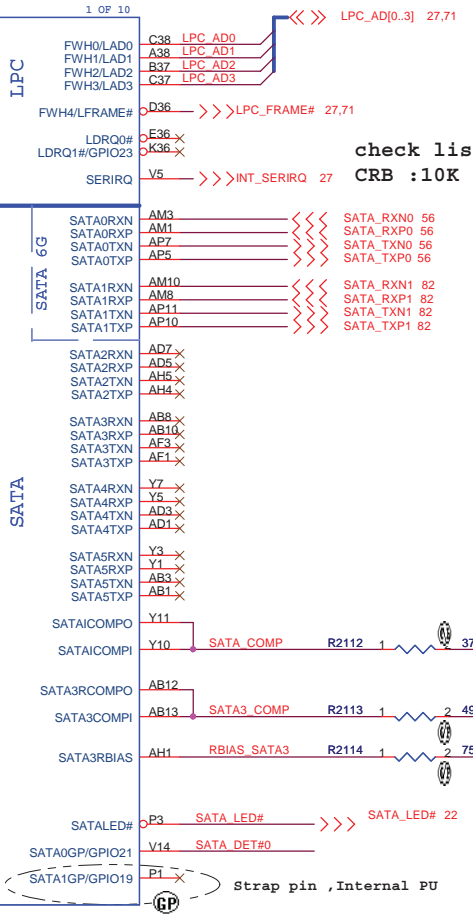 1 OF 10
LPC
FWH0/LAD0 C38 LPC_AD0 LPC_AD[0..3] 27,71
FWH1/LAD1 A38 LPC_AD1
FWH2/LAD2 B37 LPC_AD2
FWH3/LAD3 C37 LPC_AD3
FWH4/LFRAME# D36 LPC_FRAME# 27,71
LDRQ0# E36
LDRQ1#/GPIO23 K36
check lis
SERIRQ V5 INT_SERIRQ 27 CRB :10K
SATA 6G
SATA0RXN AM3 SATA_RXN0 56
SATA0RXP AM1 SATA_RXP0 56
SATA0TXN AP7 SATA_TXN0 56
SATA0TXP AP5 SATA_TXP0 56
SATA1RXN AM10 SATA_RXN1 82
SATA1RXP AM8 SATA_RXP1 82
SATA1TXN AP11 SATA_TXN1 82
SATA1TXP AP10 SATA_TXP1 82
SATA
SATA2RXN AD7
SATA2RXP AD5
SATA2TXN AH5
SATA2TXP AH4
SATA3RXN AB8
SATA3RXP AB10
SATA3TXN AF3
SATA3TXP AF1
SATA4RXN Y7
SATA4RXP Y5
SATA4TXN AD3
SATA4TXP AD1
SATA5RXN Y3
SATA5RXP Y1
SATA5TXN AB3
SATA5TXP AB1
SATAICOMPO Y11
SATAICOMPI Y10 SATA_COMP R2112 1 2 37
SATA3RCOMPO AB12
SATA3COMPI AB13 SATA3_COMP R2113 1 2 49
SATA3RBIAS AH1 RBIAS_SATA3 R2114 1 2 75
SATALED# P3 SATA_LED# SATA_LED# 22
SATA0GP/GPIO21 V14 SATA_DET#0
SATA1GP/GPIO19 P1 Strap pin ,Internal PU
GP